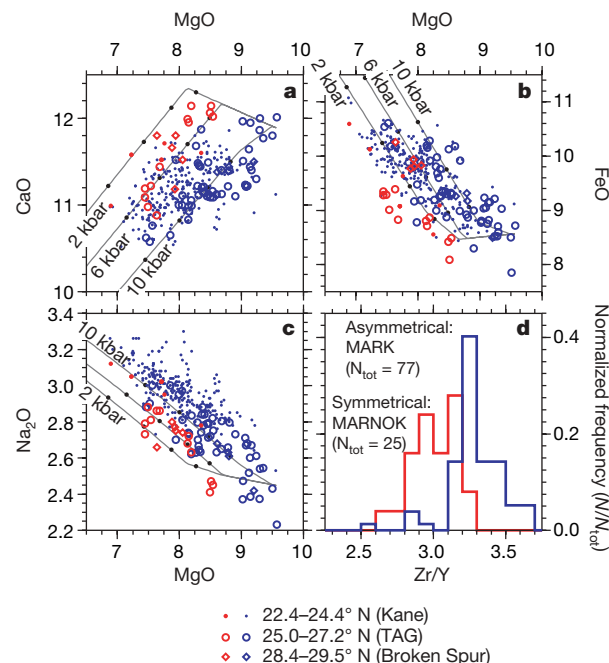 MgO MgO
7 8 9 10 7 8 9 10
a b
12 11 10
CaO
2 kbar
6 kbar
10 kbar
2 kbar
6 kbar
10 kbar
11
10
9
8
FeO
c d
3.4
3.2
3.0
2.8
2.6
2.4
2.2
Na2O
10 kbar
2 kbar
Asymmetrical:
MARK
(Ntot = 77)
Symmetrical:
MARNOK
(Ntot = 25)
0.4
0.2
0.0
Normalized frequency (N/Ntot)
7 8 9 10 2.5 3.0 3.5
MgO Zr/Y
22.4–24.4° N (Kane)
25.0–27.2° N (TAG)
28.4–29.5° N (Broken Spur)